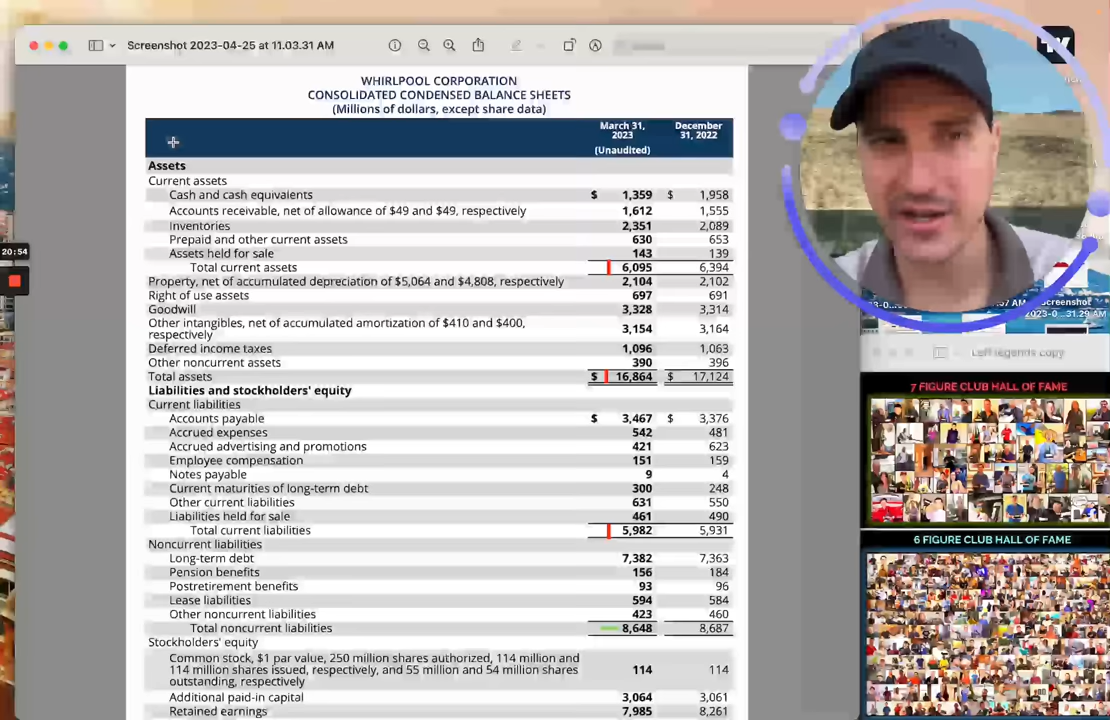 Screenshot 2023-04-25 at 11.03.31 AM
WHIRLPOOL CORPORATION
CONSOLIDATED CONDENSED BALANCE SHEETS
(Millions of dollars, except share data)
March 31, 2023 (Unaudited) December 31, 2022
Assets
Current assets
Cash and cash equivalents $ 1,359 $ 1,958
Accounts receivable, net of allowance of $49 and $49, respectively 1,612 1,555
Inventories 2,351 2,089
Prepaid and other current assets 630 653
Assets held for sale 143 139
Total current assets 6,095 6,394
Property, net of accumulated depreciation of $5,064 and $4,808, respectively 2,104 2,102
Right of use assets 697 691
Goodwill 3,328 3,314
Other intangibles, net of accumulated amortization of $410 and $400,
respectively 3,154 3,164
Deferred income taxes 1,096 1,063
Other noncurrent assets 390 396
Total assets $ 16,864 $ 17,124
Liabilities and stockholders' equity
Current liabilities
Accounts payable $ 3,467 $ 3,376
Accrued expenses 542 481
Accrued advertising and promotions 421 623
Employee compensation 151 159
Notes payable 9 4
Current maturities of long-term debt 300 248
Other current liabilities 631 550
Liabilities held for sale 461 490
Total current liabilities 5,982 5,931
Noncurrent liabilities
Long-term debt 7,382 7,363
Pension benefits 156 184
Postretirement benefits 93 96
Lease liabilities 594 584
Other noncurrent liabilities 423 460
Total noncurrent liabilities 8,648 8,687
Stockholders' equity
Common stock, $1 par value, 250 million shares authorized, 114 million and
114 million shares issued, respectively, and 55 million and 54 million shares 114 114
outstanding, respectively
Additional paid-in capital 3,064 3,061
Retained earnings 7,985 8,261
20:54
Screenshot
2023-0...31.29 AM
7 FIGURE CLUB HALL OF FAME
6 FIGURE CLUB HALL OF FAME